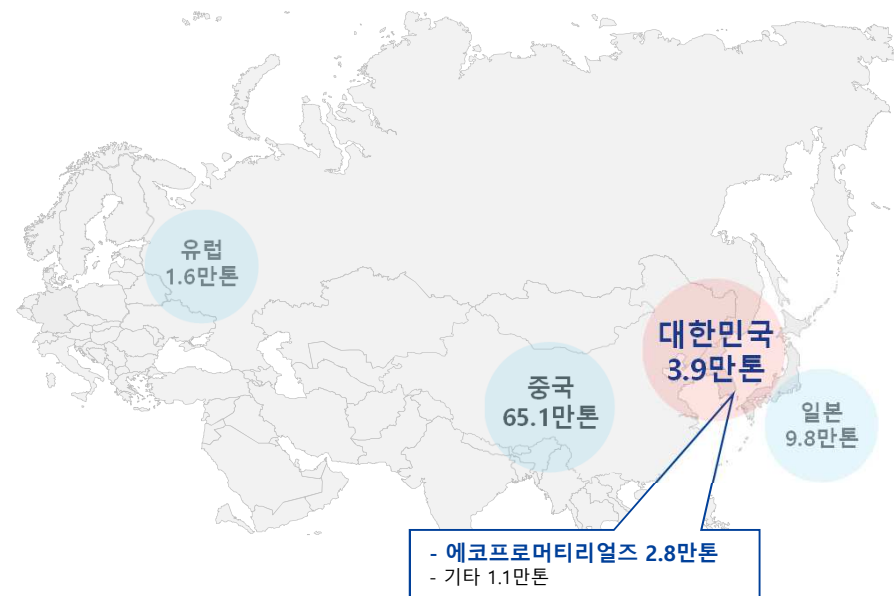 유럽
1.6만톤
대한민국
3.9만톤
중국
65.1만톤
일본
9.8만톤
- 에코프로머티리얼즈 2.8만톤
- 기타 1.1만톤